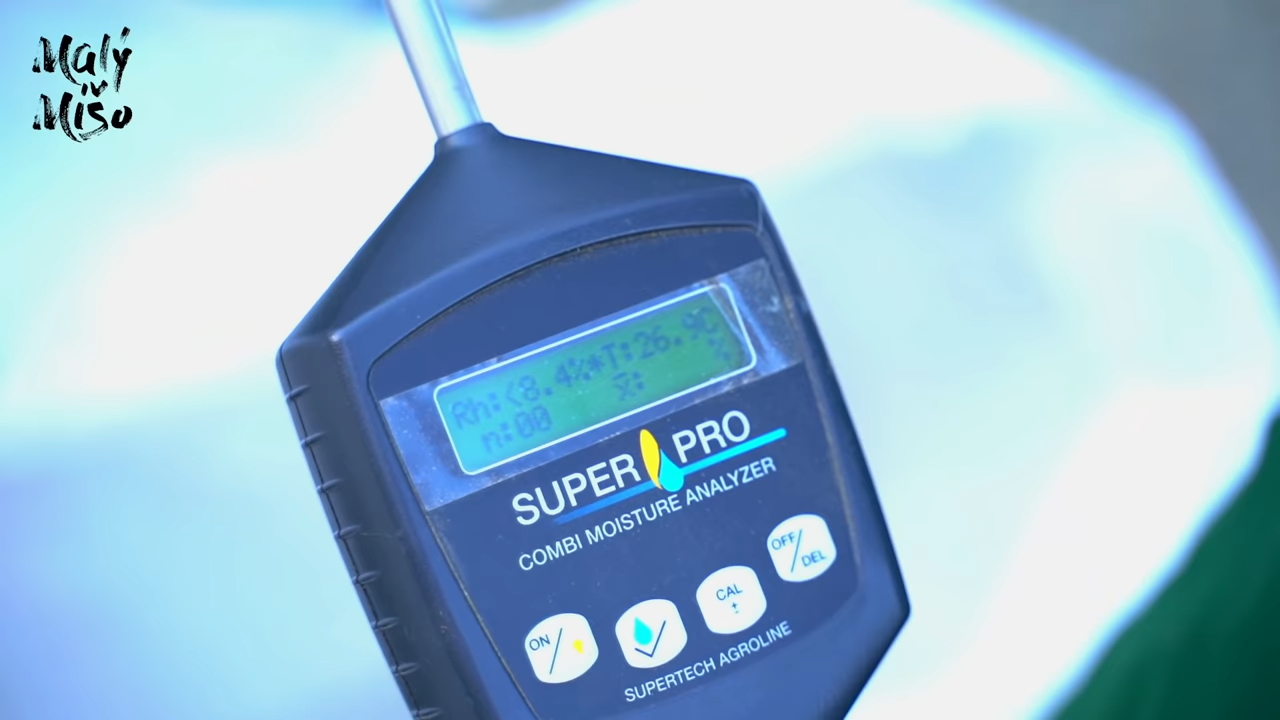 Malý
Mišo
Rh:<8.4%*T:26.9C
n:00 x̄: %
SUPER PRO
COMBI MOISTURE ANALYZER
ON/
CAL
±
OFF/DEL
SUPERTECH AGROLINE